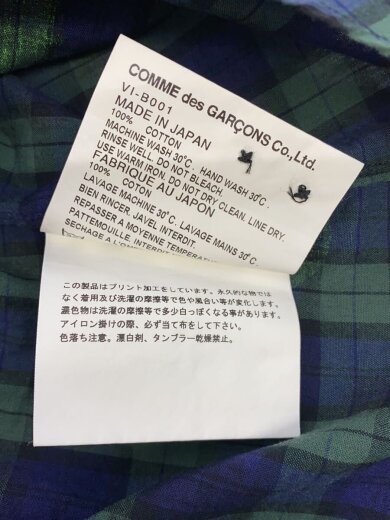 COMME des GARÇONS Co.,Ltd.
VI-B001
MADE IN JAPAN
100% COTTON
MACHINE WASH 30℃. HAND WASH 30℃.
RINSE WELL. DO NOT BLEACH.
USE WARM IRON. DO NOT DRY CLEAN. LINE DRY.
FABRIQUE AU JAPON
100% COTTON
LAVAGE MACHINE 30℃. LAVAGE MAINS 30℃.
BIEN RINCER. JAVEL INTERDIT.
REPASSER A MOYENNE TEMPERATURE
PATTEMOUILLE. INTERDIT
SECHAGE A L'OM
この製品はプリント加工をしています。永久的な物では
なく着用及び洗濯の摩擦等で色や風合い等が変化します。
濃色物は洗濯の摩擦等で多少白っぽくなる事があります。
アイロン掛けの際、必ず当て布をして下さい。
色落ち注意。漂白剤、タンブラー乾燥禁止。